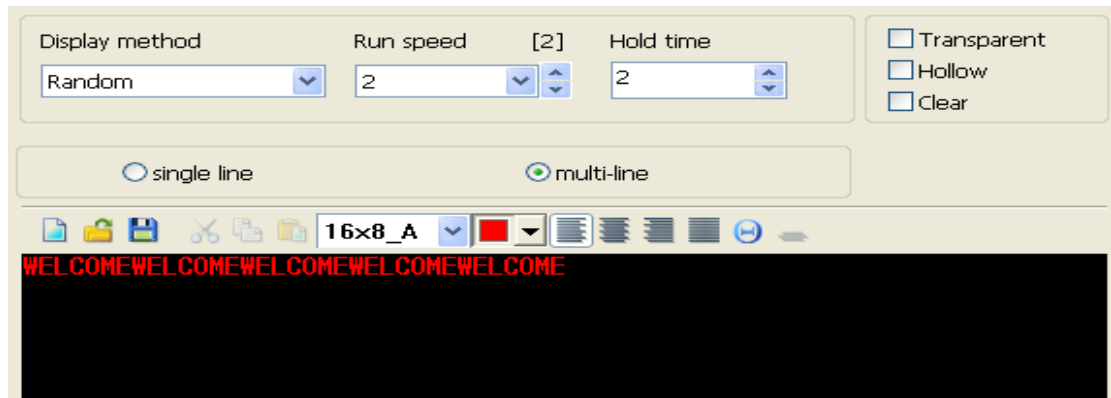 Display method Run speed [2] Hold time
Random 2 2
Transparent
Hollow
Clear
single line multi-line
16x8_A
WELCOMEWELCOMEWELCOMEWELCOMEWELCOME